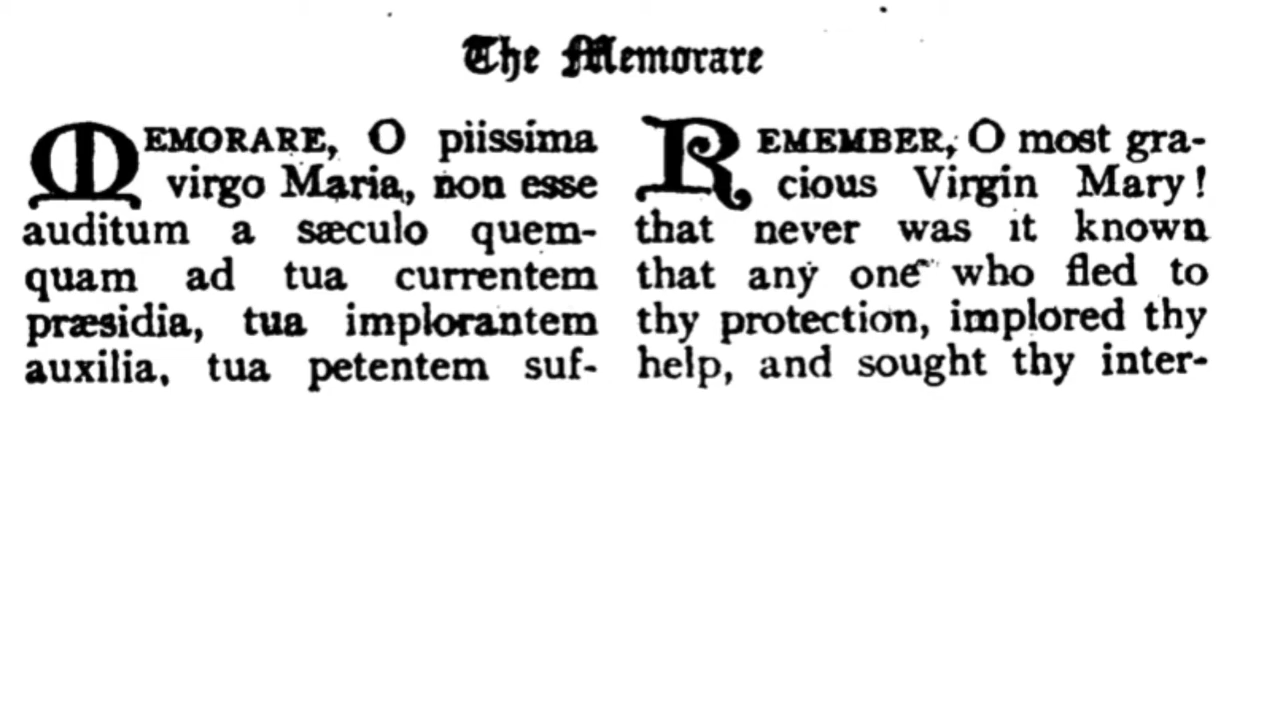 The Memorare
MEMORARE, O piissima
virgo Maria, non esse
auditum a sæculo quem-
quam ad tua currentem
præsidia, tua implorantem
auxilia, tua petentem suf-
REMEMBER, O most gra-
cious Virgin Mary!
that never was it known
that any one who fled to
thy protection, implored thy
help, and sought thy inter-